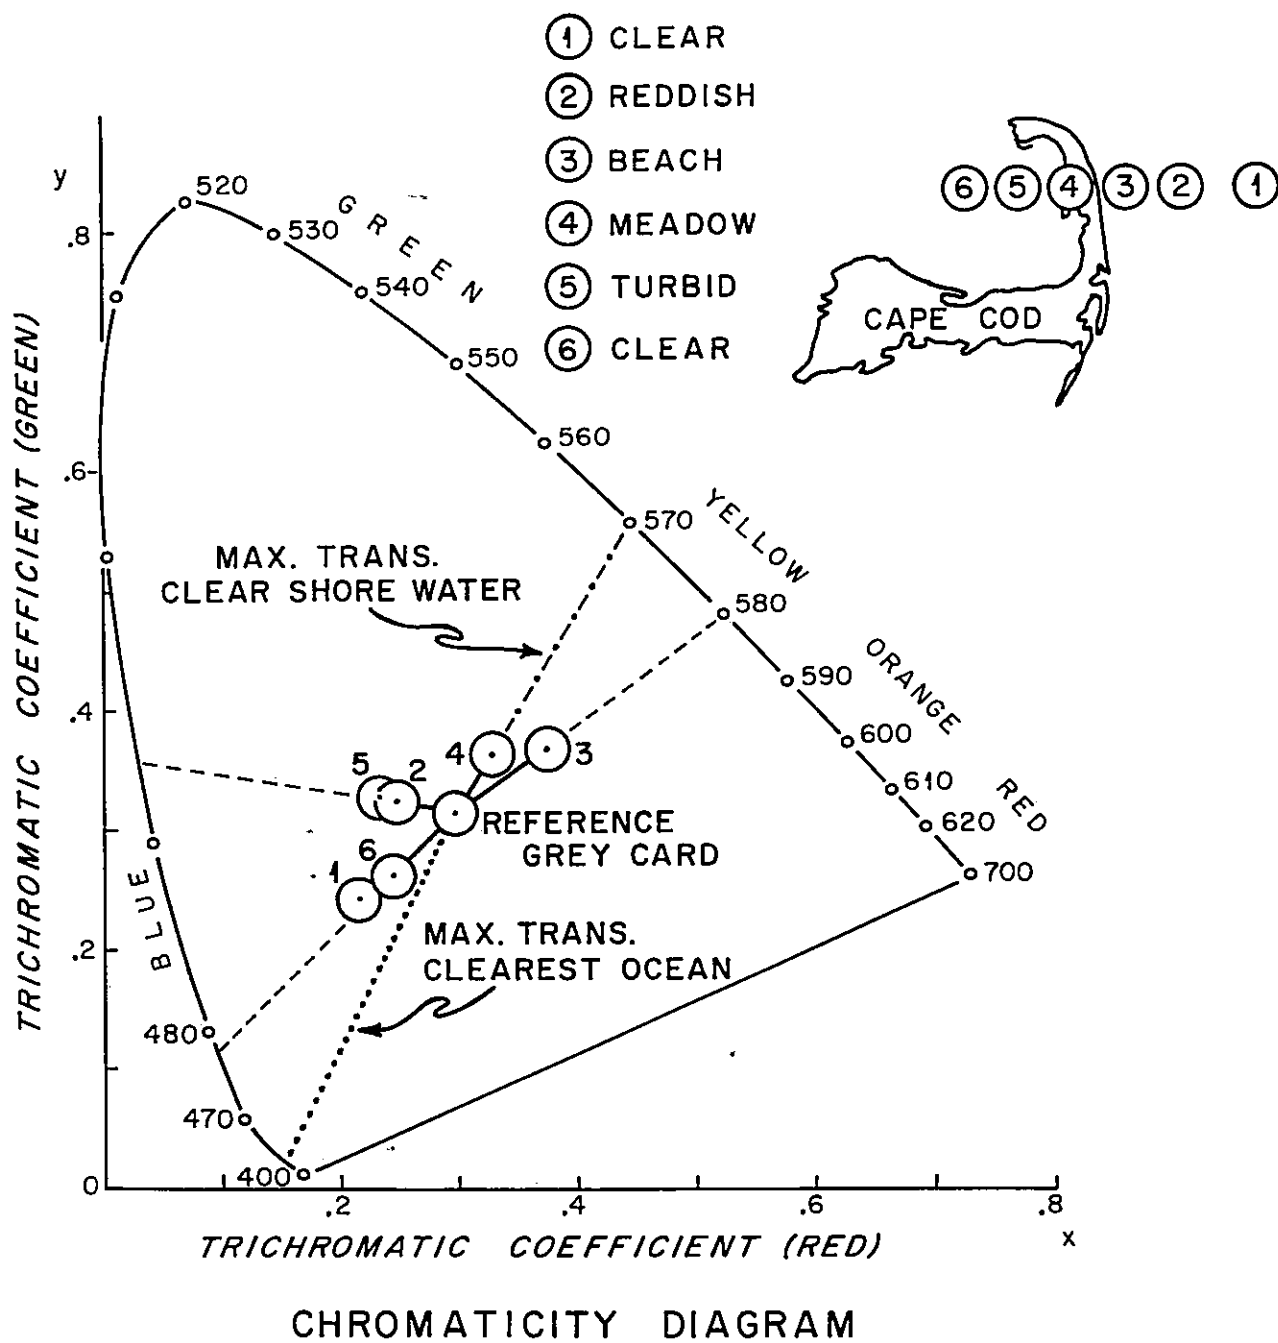 ① CLEAR
② REDDISH
③ BEACH
④ MEADOW
⑤ TURBID
⑥ CLEAR
⑥ ⑤ ④ ③ ② ①
CAPE COD
y
.8
.6
.4
.2
0
TRICHROMATIC COEFFICIENT (GREEN)
520
530
540
550
560
570
580
590
600
610
620
700
480
470
400
GREEN
YELLOW
ORANGE
RED
BLUE
MAX. TRANS.
CLEAR SHORE WATER
4
3
5
2
6
1
REFERENCE
GREY CARD
MAX. TRANS.
CLEAREST OCEAN
.2
.4
.6
.8
x
TRICHROMATIC COEFFICIENT (RED)
CHROMATICITY DIAGRAM